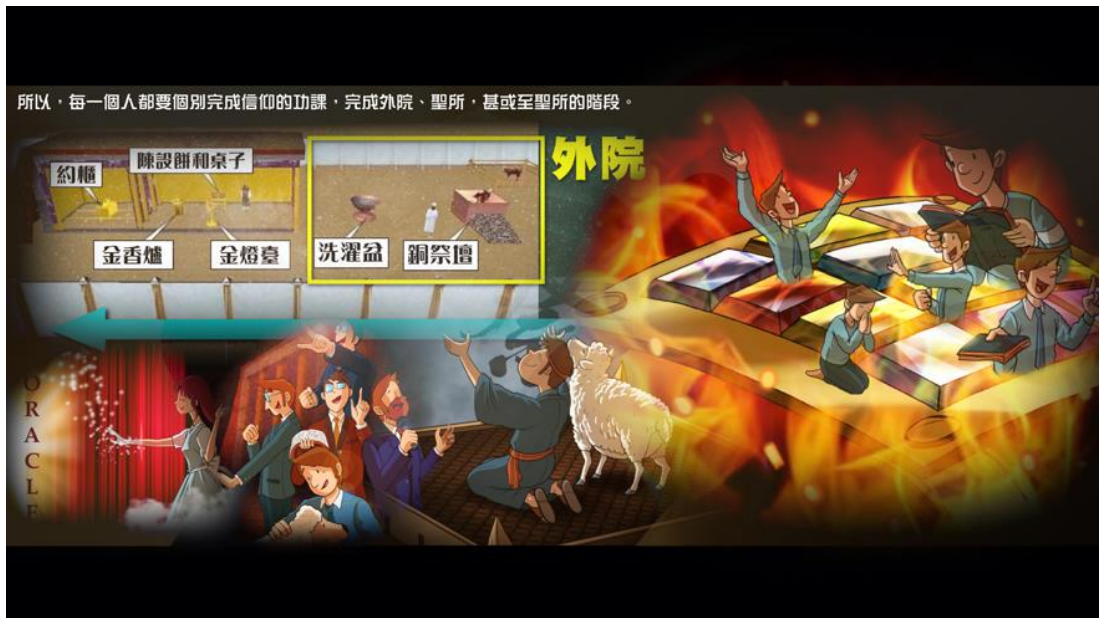 所以，每一個人都要個別完成信仰的功課，完成外院、聖所，甚或至聖所的階段。
外院
陳設餅和桌子
約櫃
金香爐
金燈臺
洗濯盆
銅祭壇
ORACLE